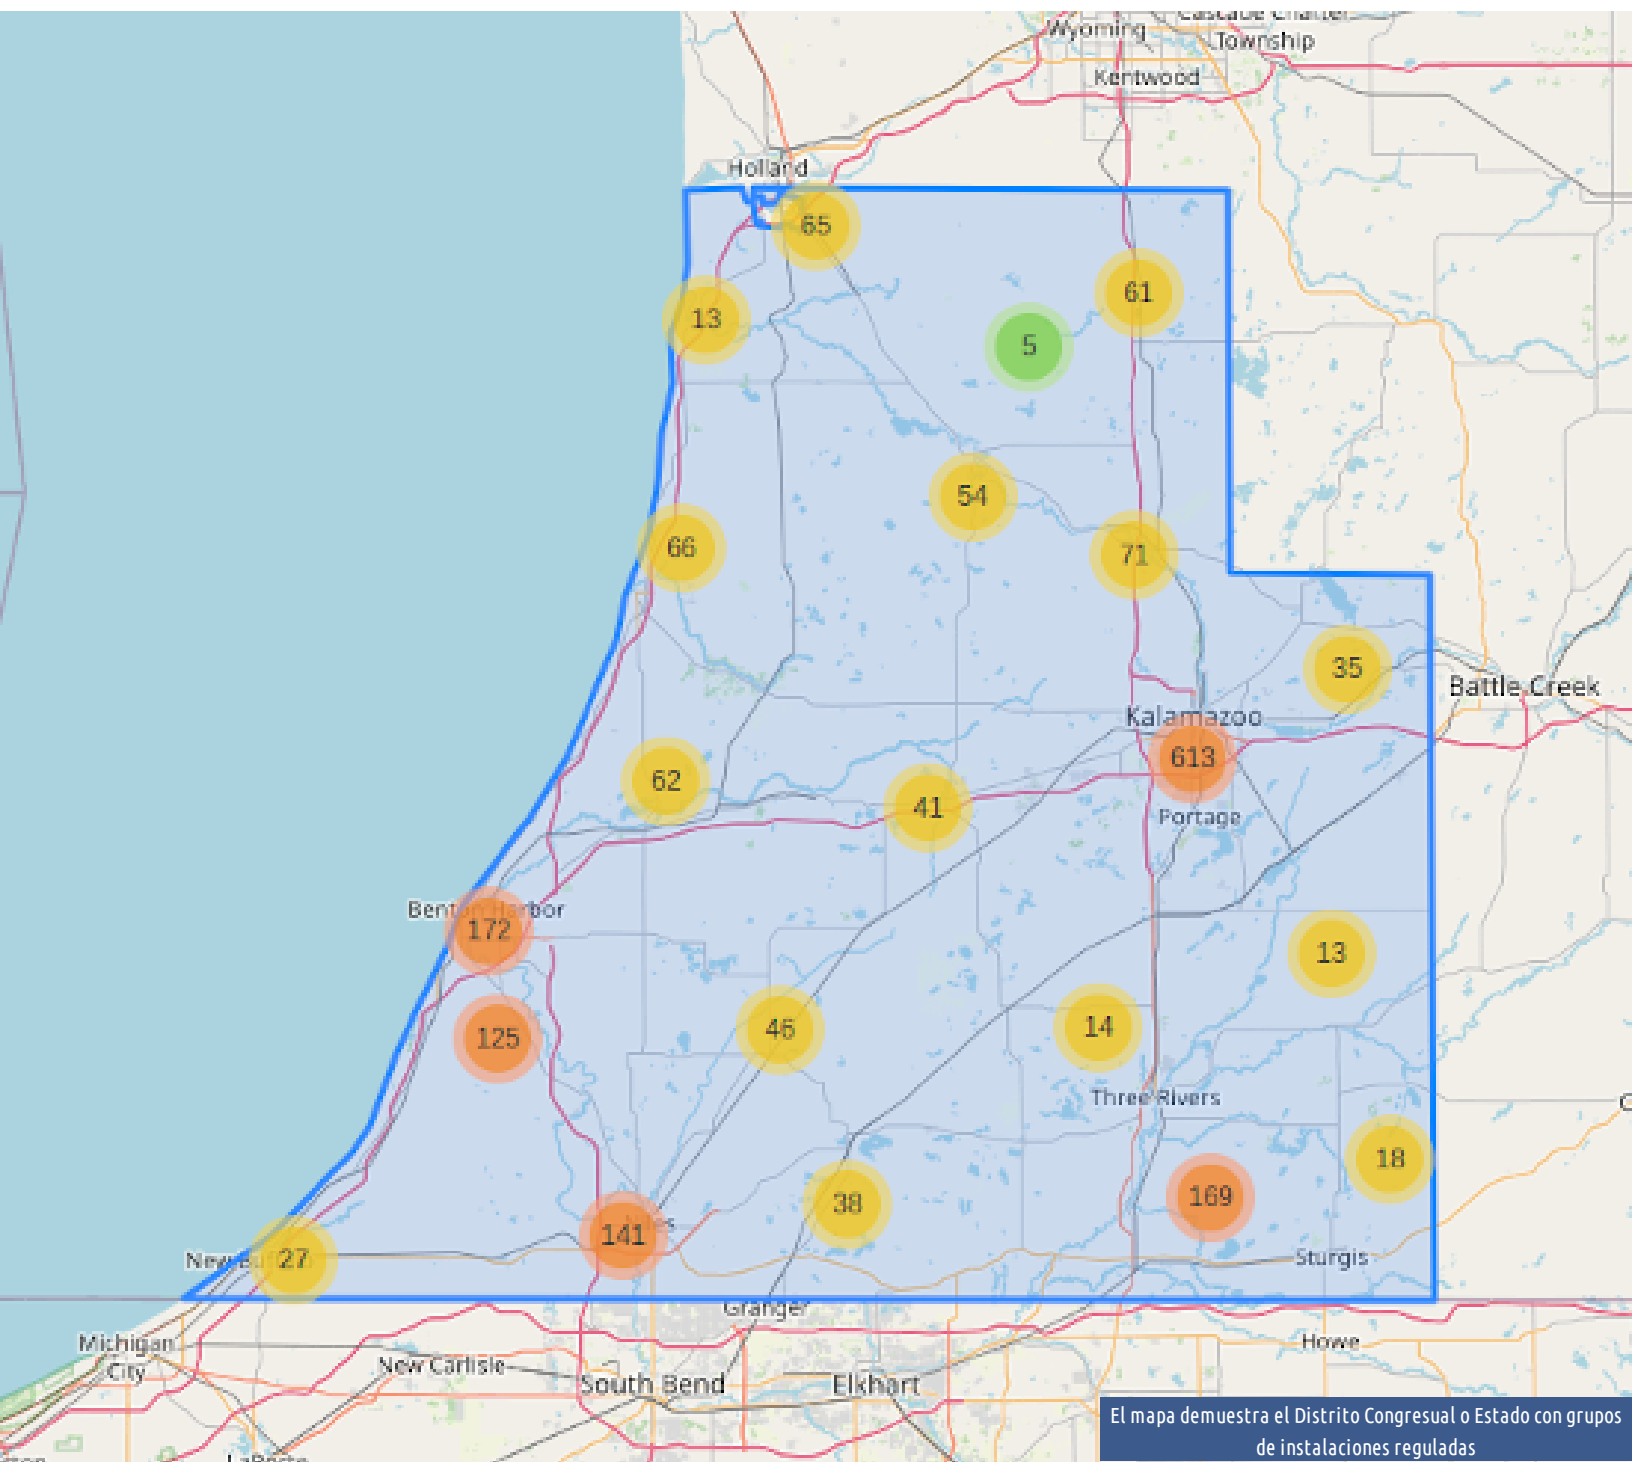 Wyoming
Township
Kentwood
Holland
65
61
13
5
54
66
71
35
Battle Creek
Kalamazoo
613
62
41
Portage
Benton Harbor
172
13
125
46
14
Three Rivers
18
169
38
141
27
Sturgis
Granger
Michigan
City
Howe
New Carlisle
South Bend
Elkhart
El mapa demuestra el Distrito Congresual o Estado con grupos
de instalaciones reguladas